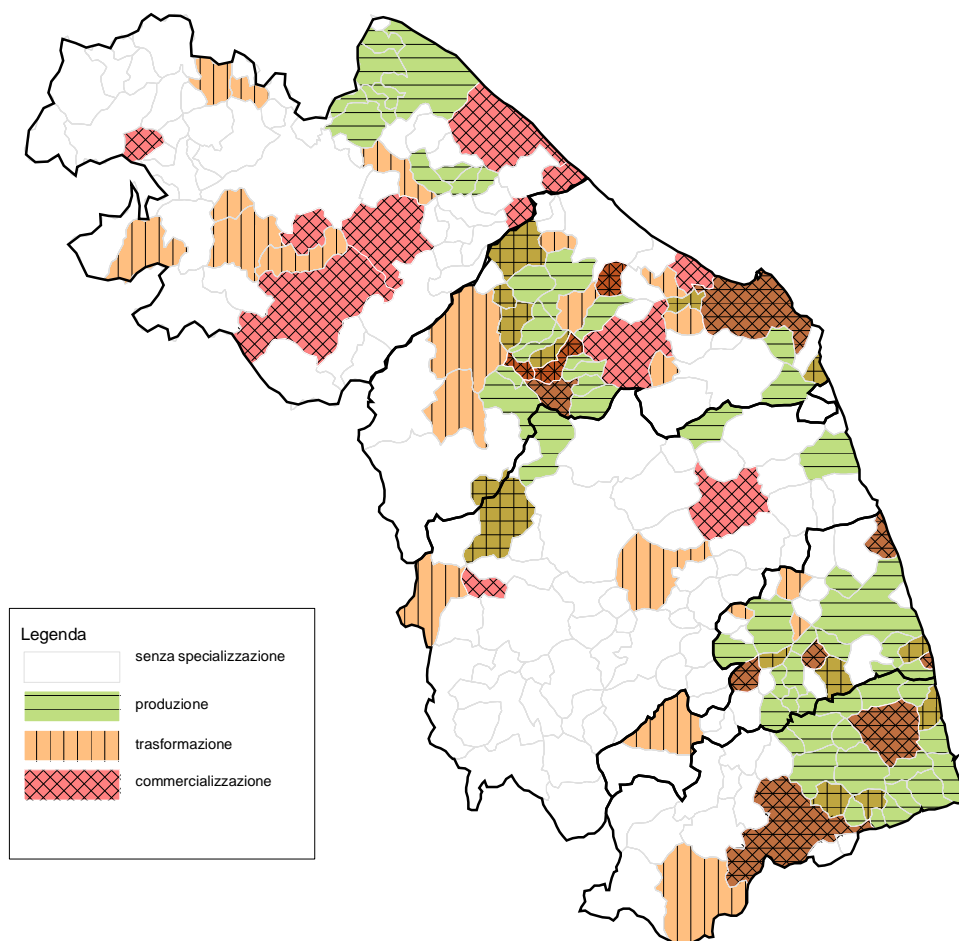 Legenda
senza specializzazione
produzione
trasformazione
commercializzazione